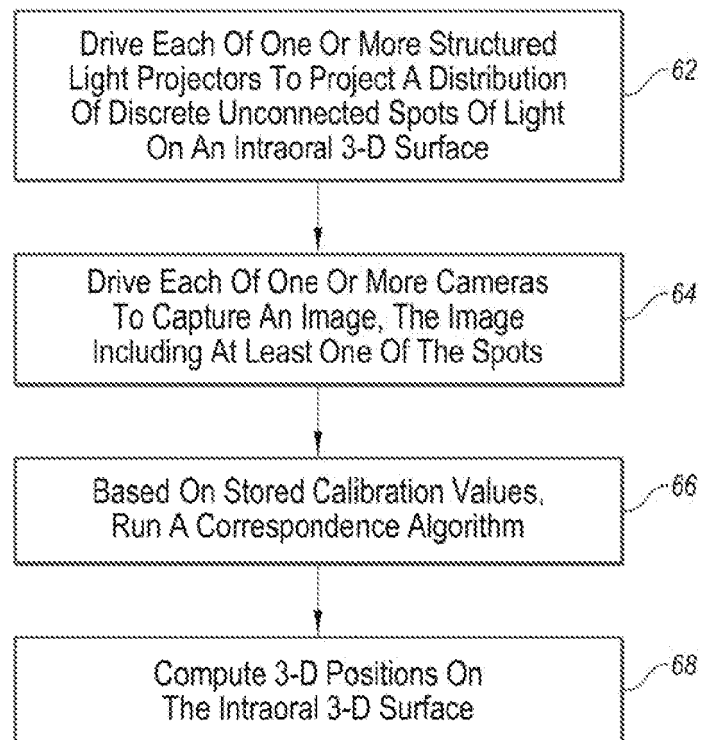 Drive Each Of One Or More Structured
Light Projectors To Project A Distribution
Of Discrete Unconnected Spots Of Light
On An Intraoral 3-D Surface
62
Drive Each Of One Or More Cameras
To Capture An Image, The Image
Including At Least One Of The Spots
64
Based On Stored Calibration Values,
Run A Correspondence Algorithm
66
Compute 3-D Positions On
The Intraoral 3-D Surface
68